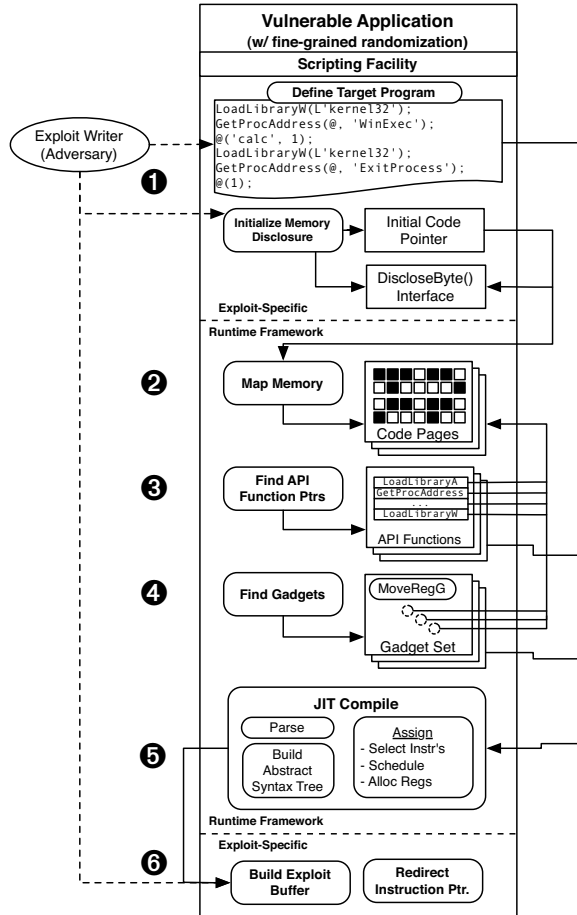 Vulnerable Application
(w/ fine-grained randomization)
Scripting Facility
Define Target Program
LoadLibraryW(L'kernel32');
GetProcAddress(@, 'WinExec');
@('calc', 1);
LoadLibraryW(L'kernel32');
GetProcAddress(@, 'ExitProcess');
@(1);
Exploit Writer
(Adversary)
❶
Initialize Memory
Disclosure
Initial Code
Pointer
DiscloseByte()
Interface
Exploit-Specific
Runtime Framework
❷
Map Memory
Code Pages
❸
Find API
Function Ptrs
LoadLibraryA
GetProcAddress
...
LoadLibraryW
API Functions
❹
Find Gadgets
MoveRegG
Gadget Set
JIT Compile
❺
Parse
Build
Abstract
Syntax Tree
Assign
- Select Instr's
- Schedule
- Alloc Regs
Runtime Framework
Exploit-Specific
❻
Build Exploit
Buffer
Redirect
Instruction Ptr.